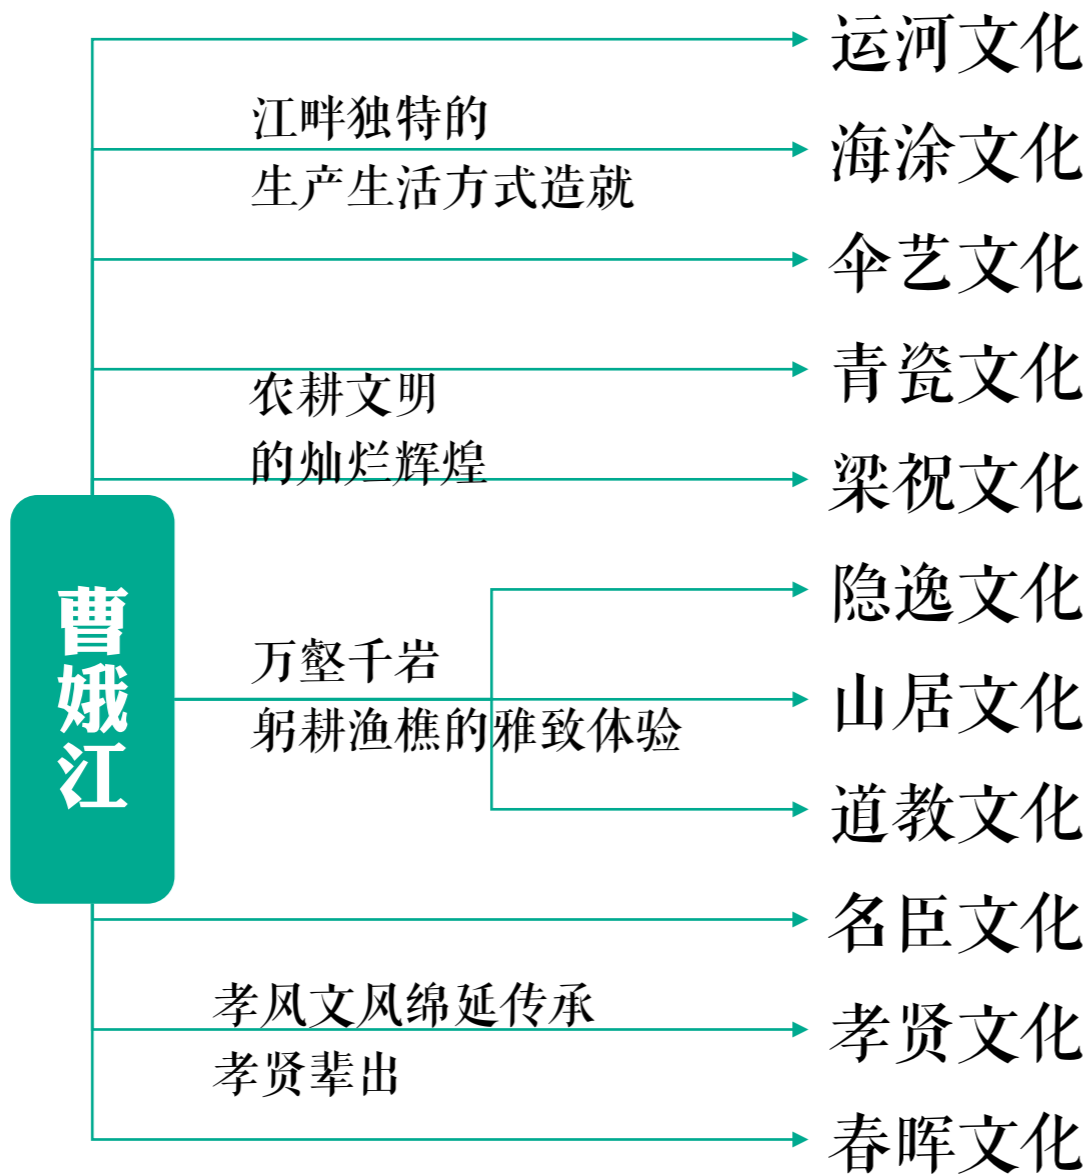 运河文化
江畔独特的
生产生活方式造就
海涂文化
伞艺文化
农耕文明
的灿烂辉煌
青瓷文化
梁祝文化
曹娥江
万壑千岩
躬耕渔樵的雅致体验
隐逸文化
山居文化
道教文化
名臣文化
孝风文风绵延传承
孝贤辈出
孝贤文化
春晖文化